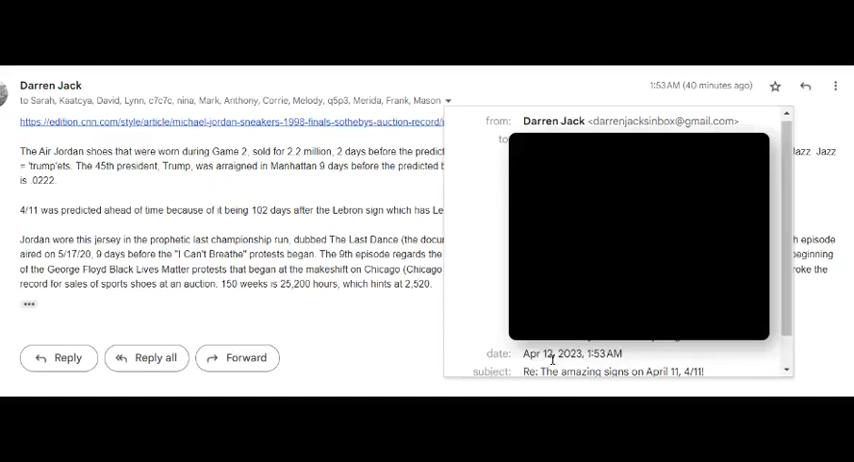 Darren Jack
1:53AM (40 minutes ago)
to Sarah, Kaatcya, David, Lynn, c7c7c, nina, Mark, Anthony, Corrie, Melody, q5p3, Merida, Frank, Mason
from: Darren Jack <darrenjacksinbox@gmail.com>
https://edition.cnn.com/style/article/michael-jordan-sneakers-1998-finals-sothebys-auction-record/
to
The Air Jordan shoes that were worn during Game 2, sold for 2.2 million, 2 days before the predict
Jazz Jazz
= 'trump'ets. The 45th president, Trump, was arraigned in Manhattan 9 days before the predicted
is .0222.
4/11 was predicted ahead of time because of it being 102 days after the Lebron sign which has Le
Jordan wore this jersey in the prophetic last championship run, dubbed The Last Dance (the docu
h episode
aired on 5/17/20, 9 days before the "I Can't Breathe" protests began. The 9th episode regards the
beginning
of the George Floyd Black Lives Matter protests that began at the makeshift on Chicago (Chicago
roke the
record for sales of sports shoes at an auction. 150 weeks is 25,200 hours, which hints at 2,520.
Reply
Reply all
Forward
date: Apr 12, 2023, 1:53AM
subject: Re: The amazing signs on April 11, 4/11!